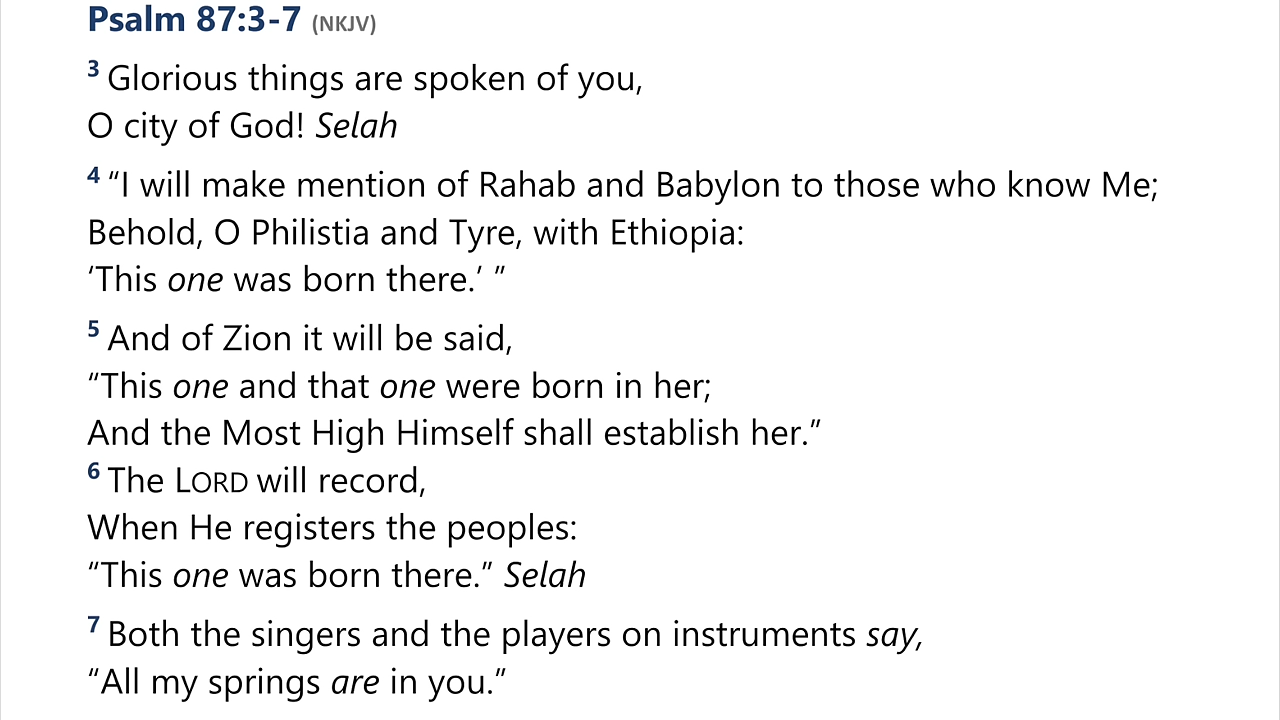 Psalm 87:3-7 (NKJV)
3 Glorious things are spoken of you,
O city of God! Selah
4 “I will make mention of Rahab and Babylon to those who know Me;
Behold, O Philistia and Tyre, with Ethiopia:
‘This one was born there.’ ”
5 And of Zion it will be said,
“This one and that one were born in her;
And the Most High Himself shall establish her.”
6 The LORD will record,
When He registers the peoples:
“This one was born there.” Selah
7 Both the singers and the players on instruments say,
“All my springs are in you.”